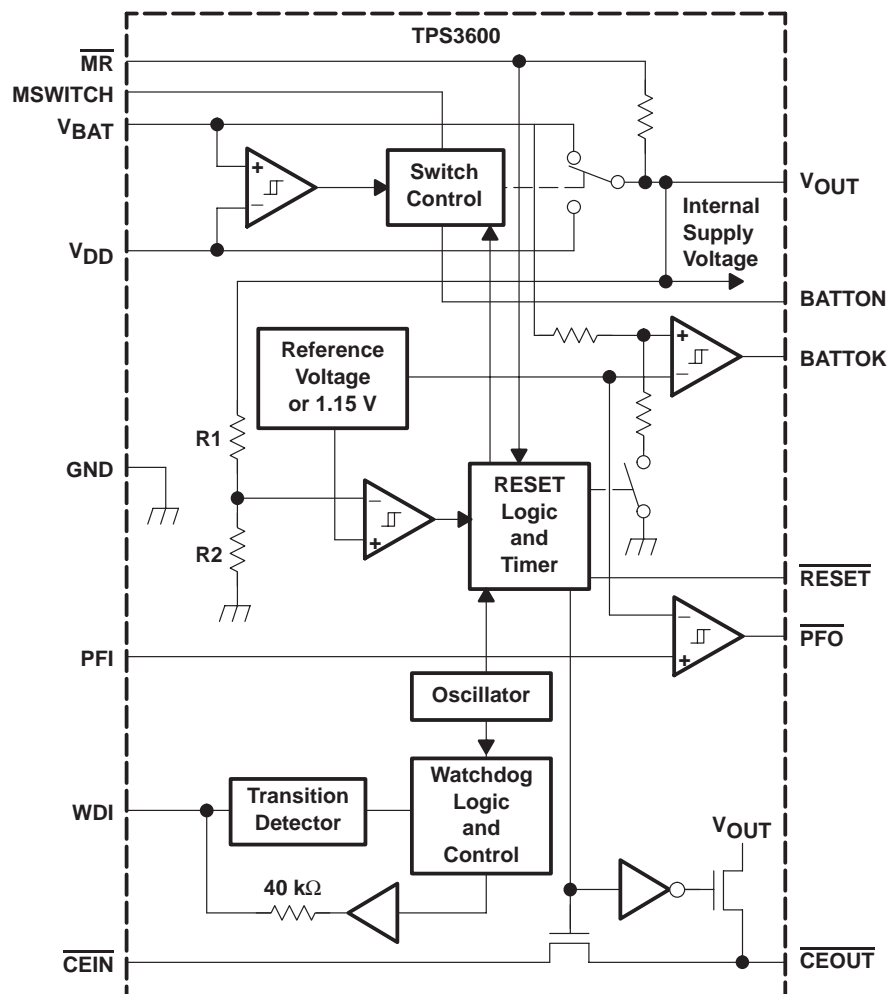 TPS3600
MR
MSWITCH
VBAT
+
−
Switch
Control
VOUT
Internal
Supply
Voltage
VDD
BATTON
Reference
Voltage
or 1.15 V
+
−
BATTOK
R1
GND
−
+
RESET
Logic
and
Timer
R2
RESET
−
+
PFO
PFI
Oscillator
Watchdog
Logic
and
Control
WDI
Transition
Detector
VOUT
40 kΩ
CEIN
CEOUT